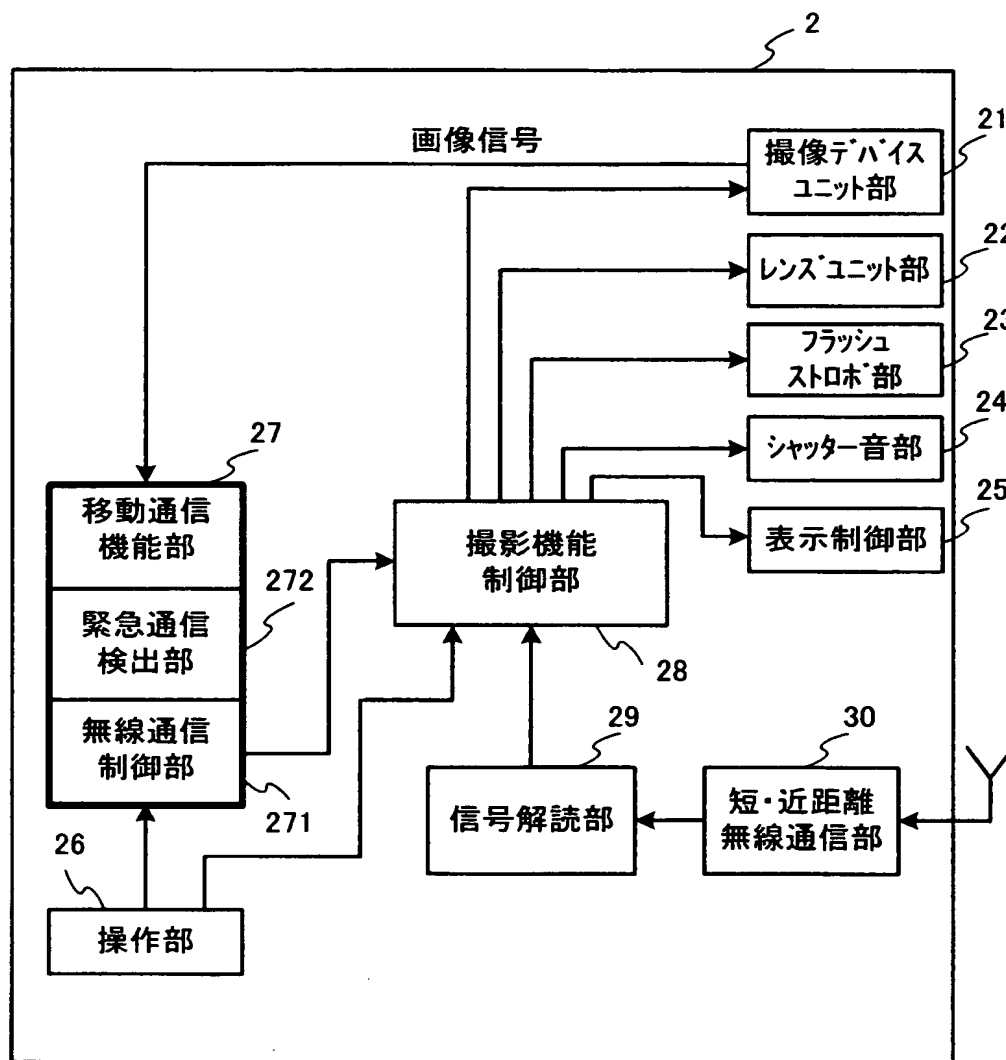 2
画像信号
撮像デバイス
ユニット部
21
レンズユニット部
22
フラッシュ
ストロボ部
23
シャッター音部
24
表示制御部
25
27
移動通信
機能部
緊急通信
検出部
272
無線通信
制御部
271
撮影機能
制御部
28
信号解読部
29
短・近距離
無線通信部
30
26
操作部